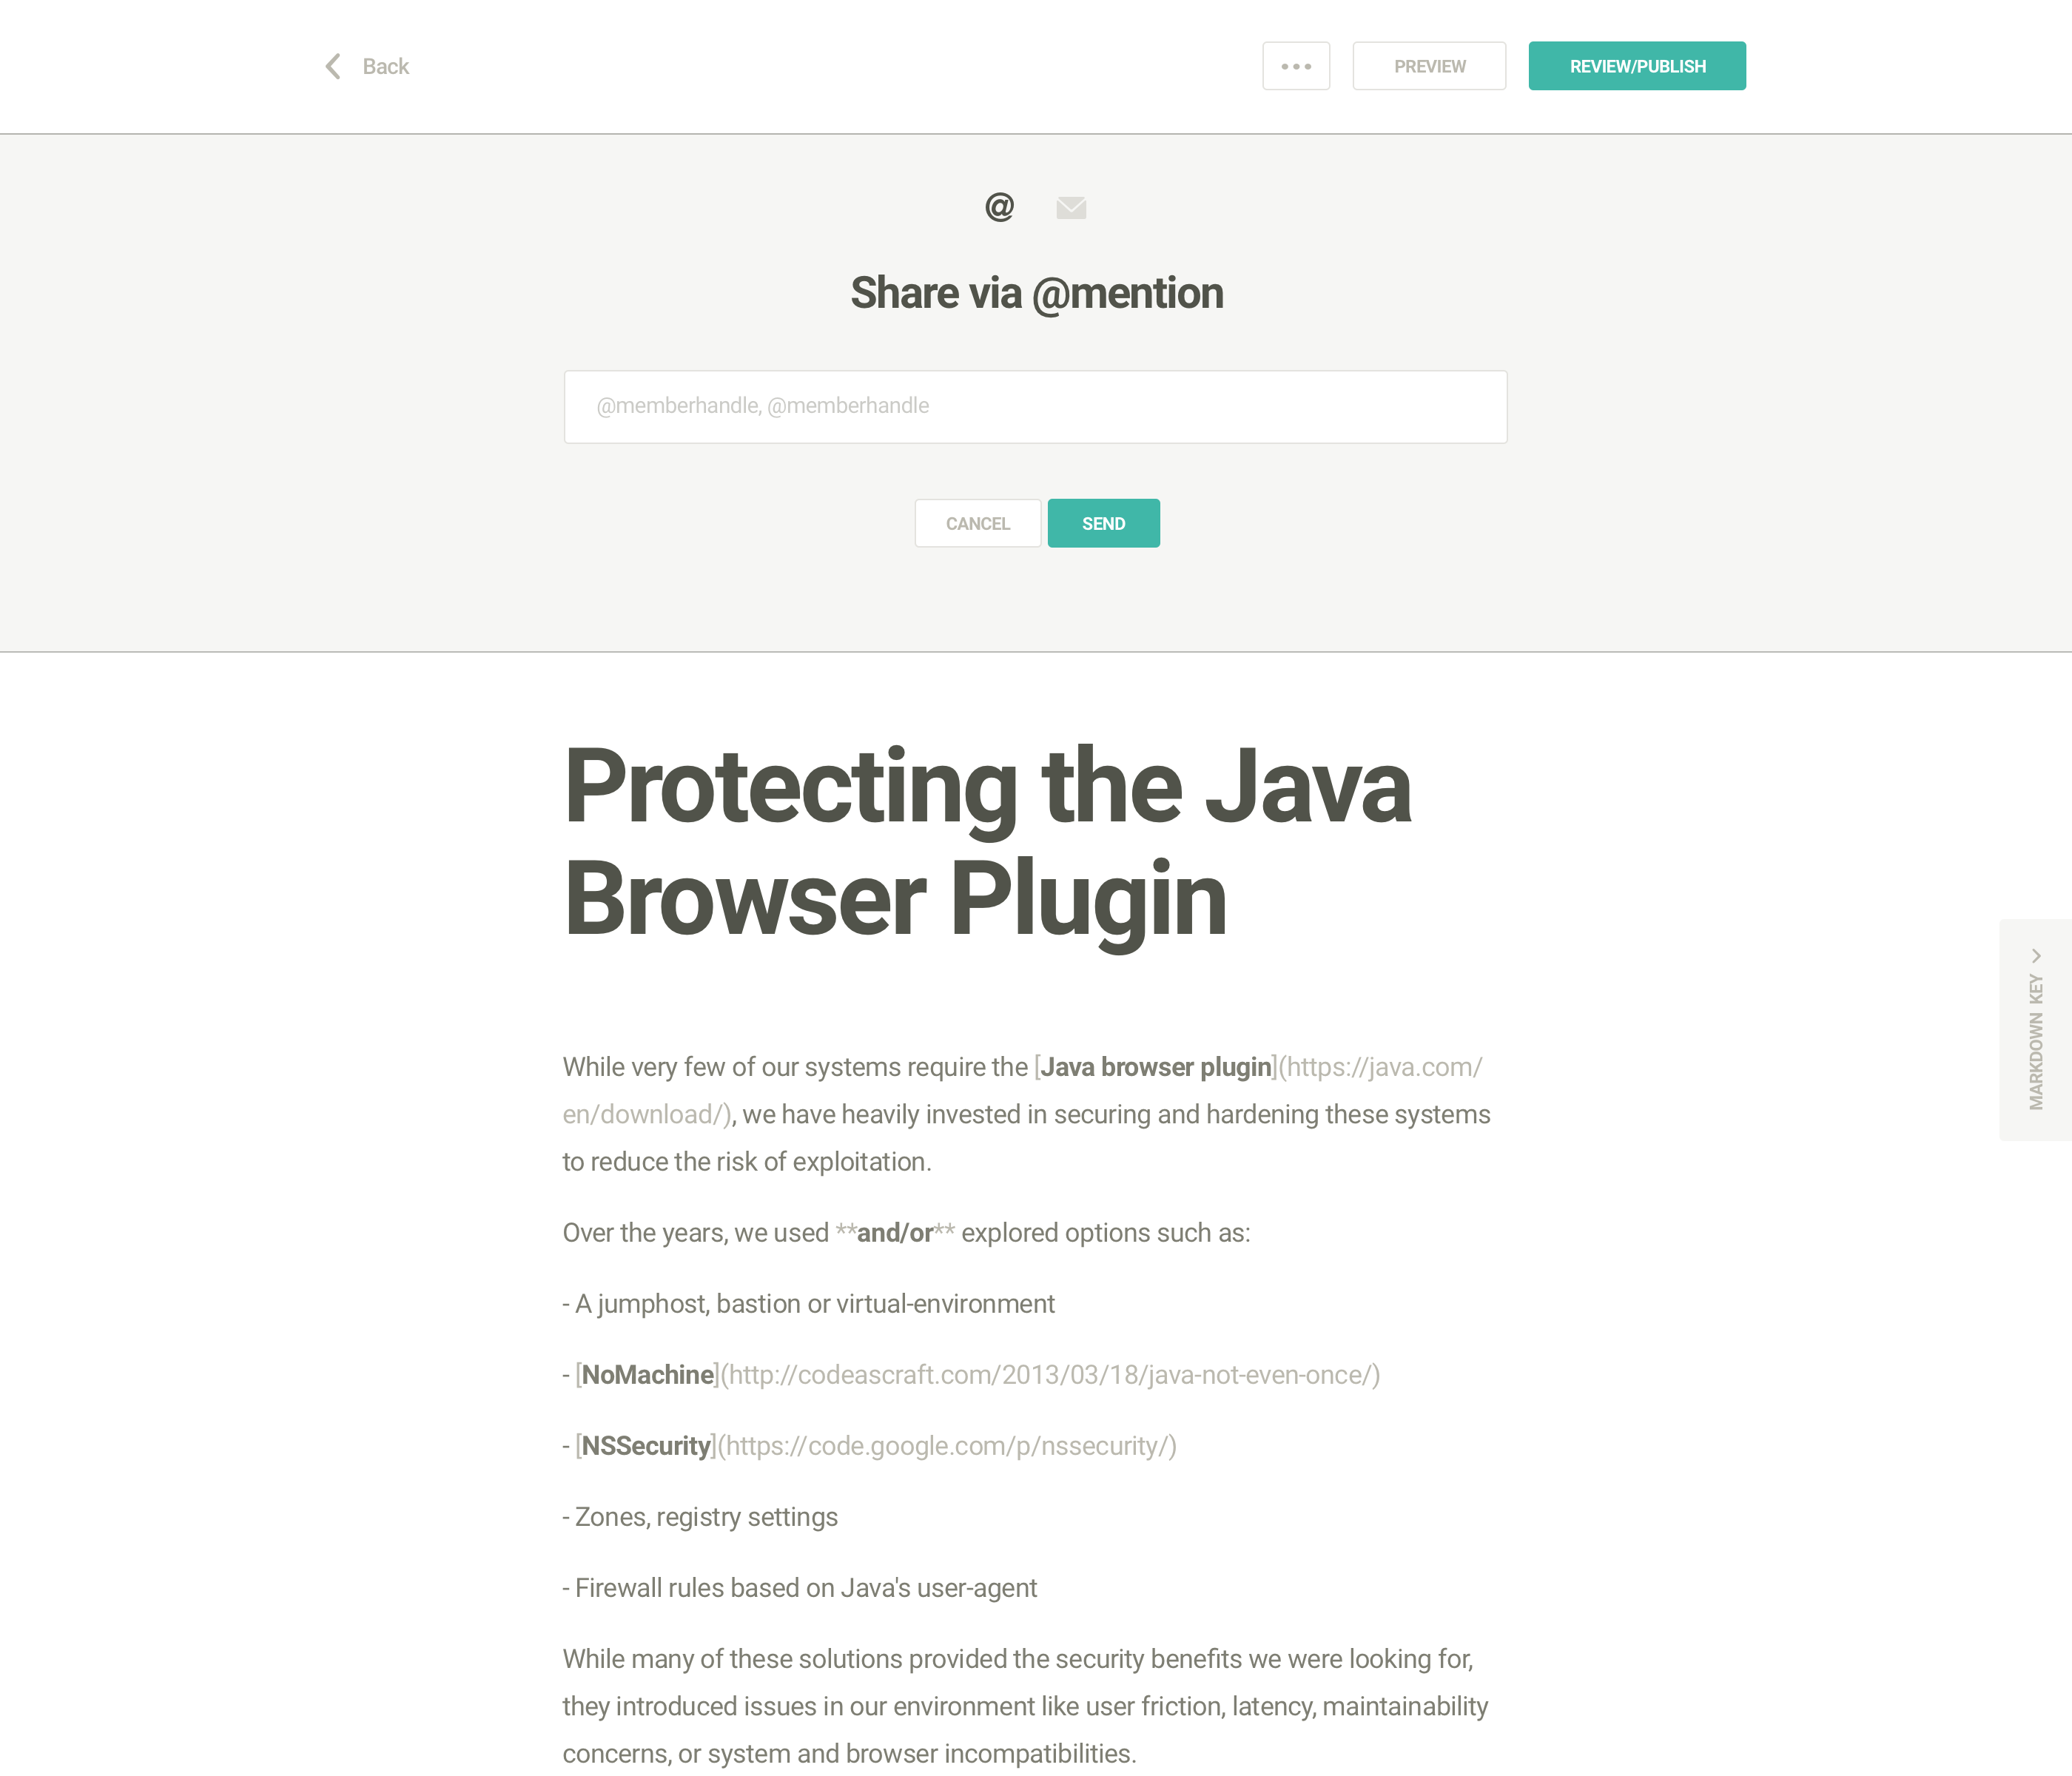 Back
PREVIEW
REVIEW/PUBLISH
@
Share via @mention
@memberhandle, @memberhandle
CANCEL
SEND
Protecting the Java
Browser Plugin
MARKDOWN KEY
While very few of our systems require the [Java browser plugin](https://java.com/
en/download/), we have heavily invested in securing and hardening these systems
to reduce the risk of exploitation.
Over the years, we used **and/or** explored options such as:
- A jumphost, bastion or virtual-environment
- [NoMachine](http://codeascraft.com/2013/03/18/java-not-even-once/)
- [NSSecurity](https://code.google.com/p/nssecurity/)
- Zones, registry settings
- Firewall rules based on Java's user-agent
While many of these solutions provided the security benefits we were looking for,
they introduced issues in our environment like user friction, latency, maintainability
concerns, or system and browser incompatibilities.